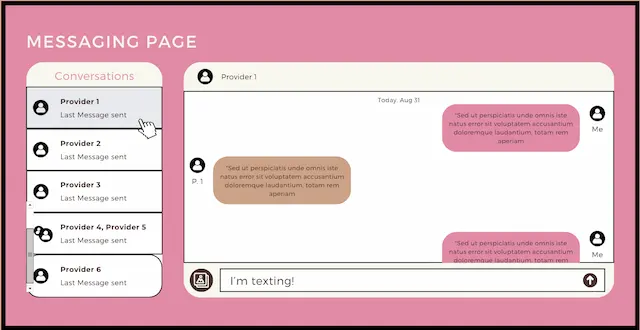 MESSAGING PAGE
Conversations
Provider 1
Last Message sent
Provider 2
Last Message sent
Provider 3
Last Message sent
Provider 4, Provider 5
Last Message sent
Provider 6
Last Message sent
Provider 1
Today, Aug 31
"Sed ut perspiciatis unde omnis iste
natus error sit voluptatem accusantium
doloremque laudantium, totam rem
aperiam
Me
"Sed ut perspiciatis unde omnis iste
natus error sit voluptatem accusantium
doloremque laudantium, totam rem
aperiam
P. 1
"Sed ut perspiciatis unde omnis iste
natus error sit voluptatem accusantium
doloremque laudantium, totam rem
Me
I'm texting!